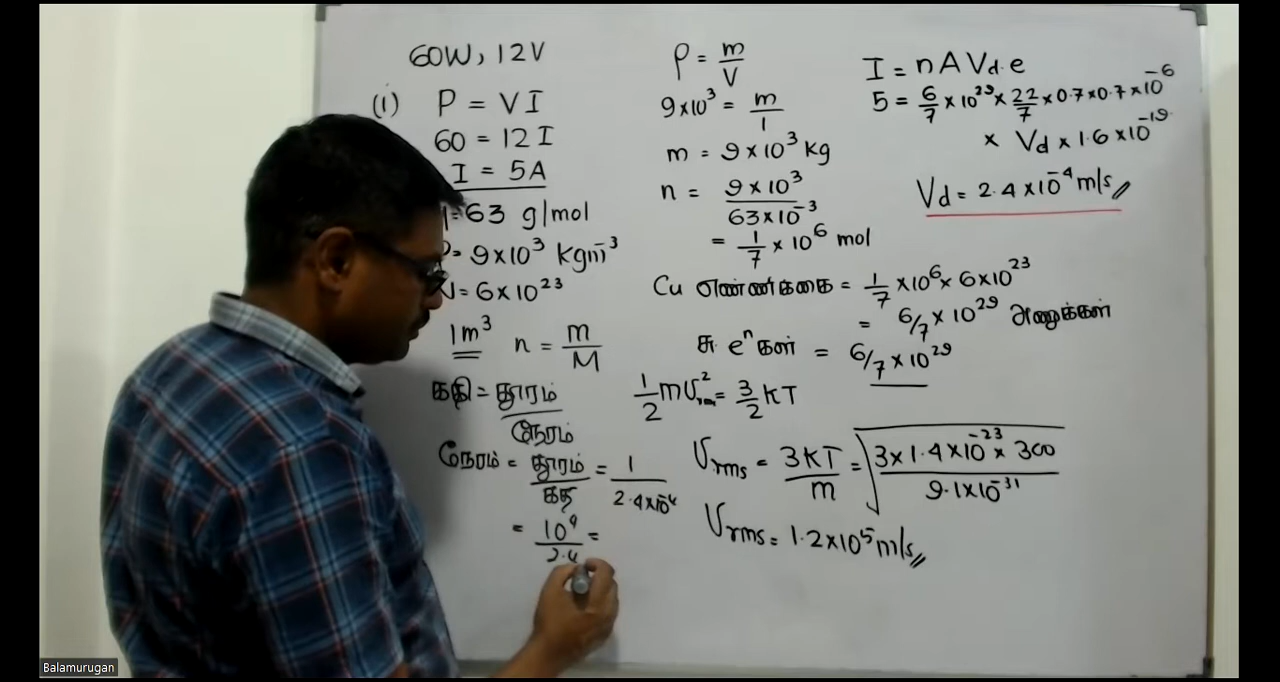 60W, 12V
(1) P = VI
60 = 12 I
I = 5A
= 63 g/mol
= 9×10³ kgm⁻³
= 6×10²³
1m³ n = m/M
கதி = தூரம்/நேரம்
நேரம் = தூரம்/கதி = 1/2.4×10⁻⁴
= 10⁴/2.4 =
ρ = m/V
9×10³ = m/1
m = 9×10³ kg
n = 9×10³/63×10⁻³
= 1/7 × 10⁶ mol
Cu எண்ணிக்கை = 1/7 × 10⁶ × 6×10²³
= 6/7 × 10²⁹ அணுக்கள்
சு. eⁿகள் = 6/7 × 10²⁹
1/2 mU²ᵣₘₛ = 3/2 KT
Uᵣₘₛ = 3KT/m = √(3×1.4×10⁻²³×300/9.1×10⁻³¹)
Uᵣₘₛ = 1.2×10⁵ m/s
I = nAVd.e
5 = 6/7 × 10²⁹ × 22/7 × 0.7×0.7×10⁻⁶
× Vd × 1.6×10⁻¹⁹
Vd = 2.4×10⁻⁴ m/s
Balamurugan